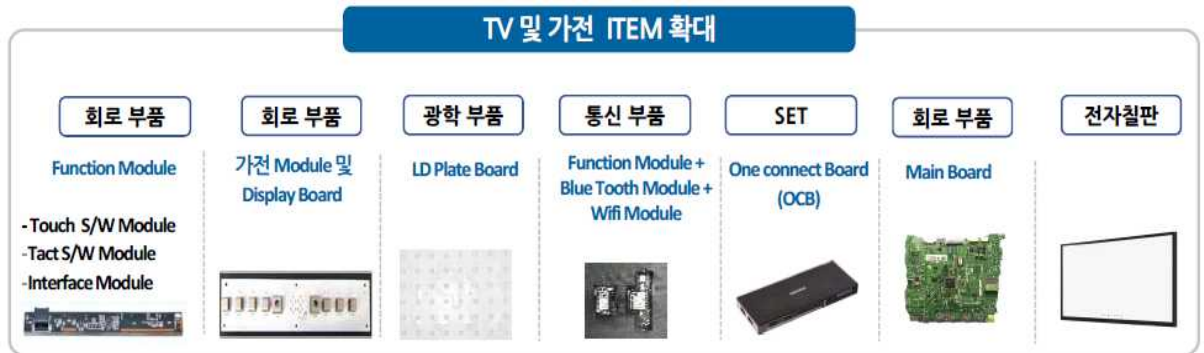 TV 및 가전 ITEM 확대
회로 부품
Function Module
- Touch S/W Module
-Tact S/W Module
-Interface Module
회로 부품
가전 Module 및
Display Board
광학 부품
LD Plate Board
통신 부품
Function Module +
Blue Tooth Module +
Wifi Module
SET
One connect Board
(OCB)
회로 부품
Main Board
전자칠판